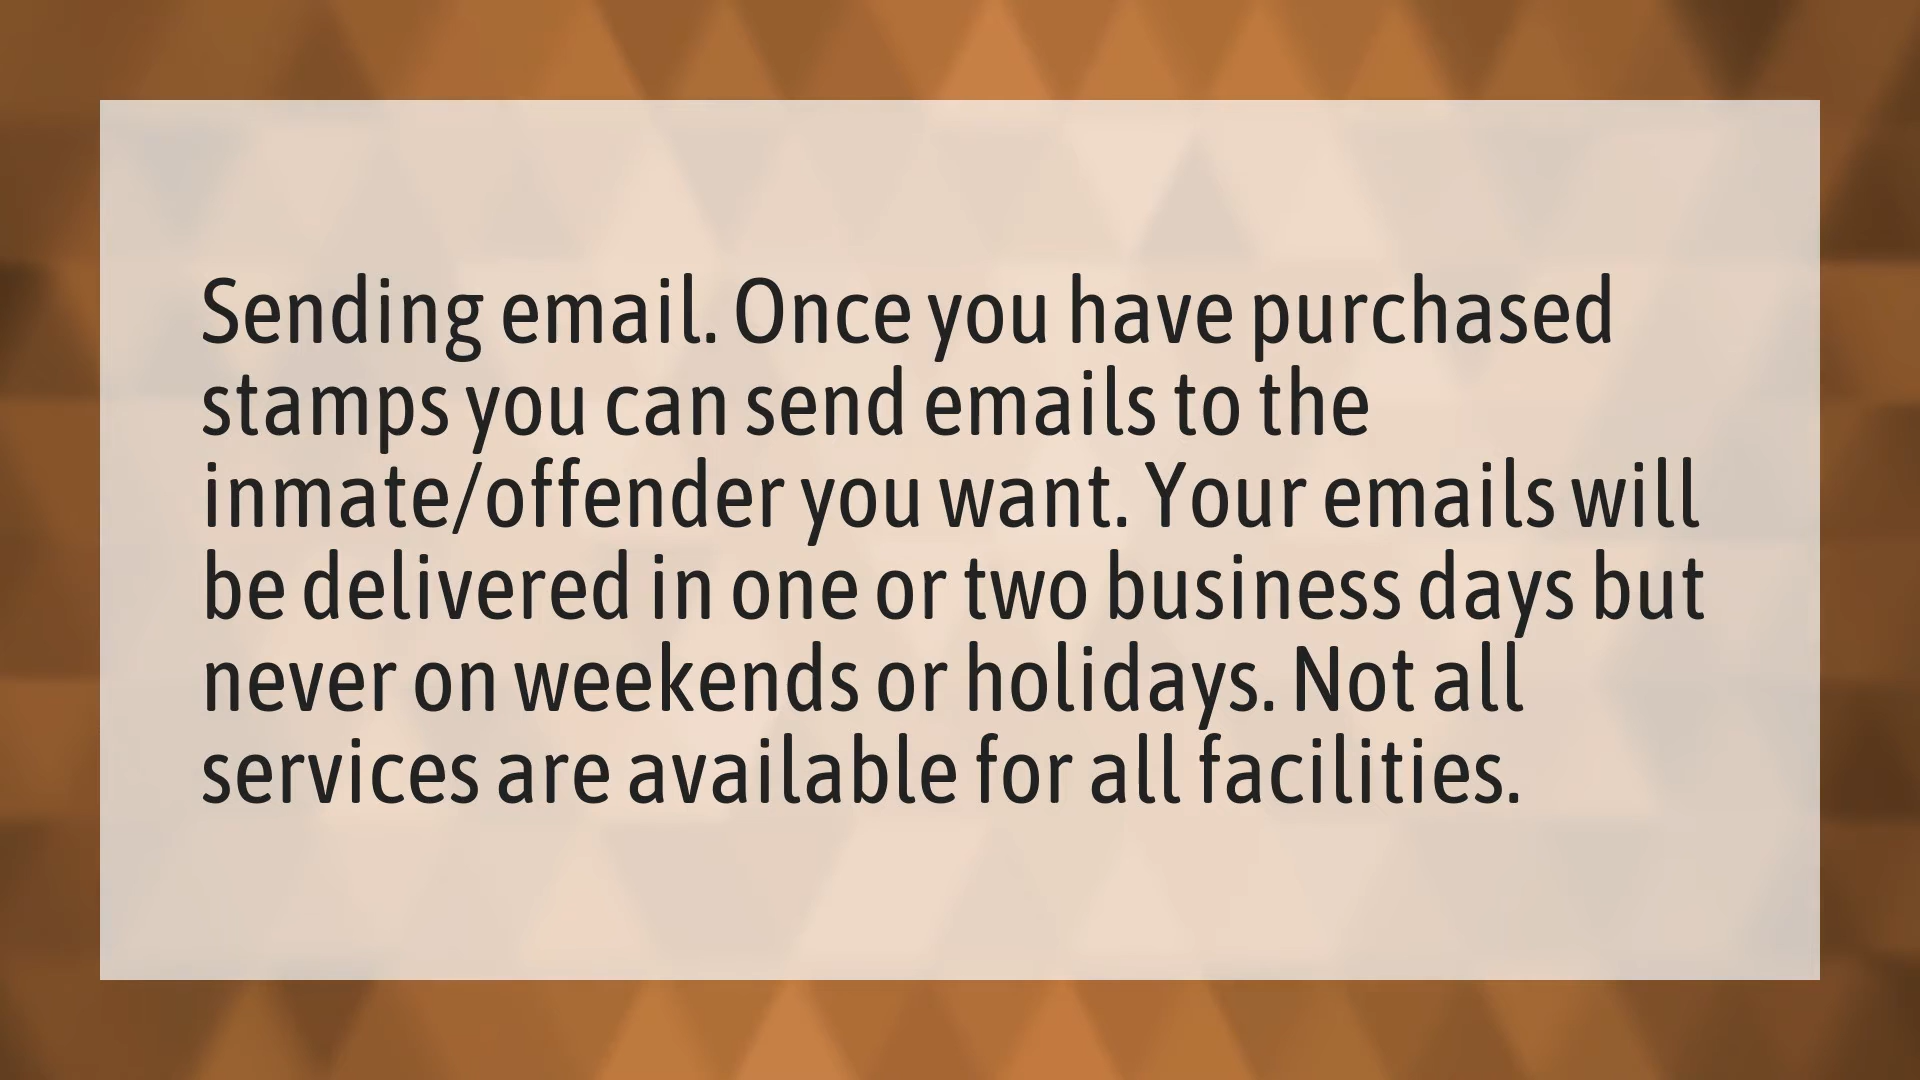 Sending email. Once you have purchased
stamps you can send emails to the
inmate/offender you want. Your emails will
be delivered in one or two business days but
never on weekends or holidays. Not all
services are available for all facilities.